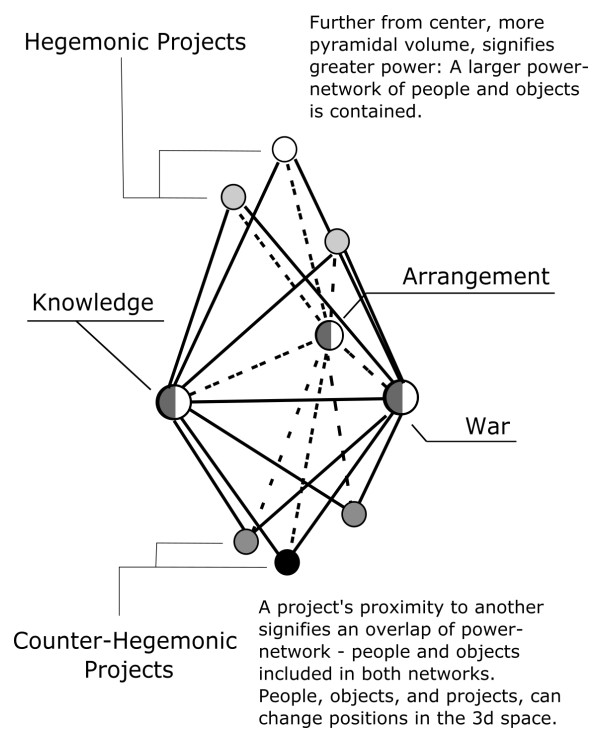 Hegemonic Projects
Further from center, more
pyramidal volume, signifies
greater power: A larger power-
network of people and objects
is contained.
Arrangement
Knowledge
War
Counter-Hegemonic
Projects
A project's proximity to another
signifies an overlap of power-
network - people and objects
included in both networks.
People, objects, and projects, can
change positions in the 3d space.